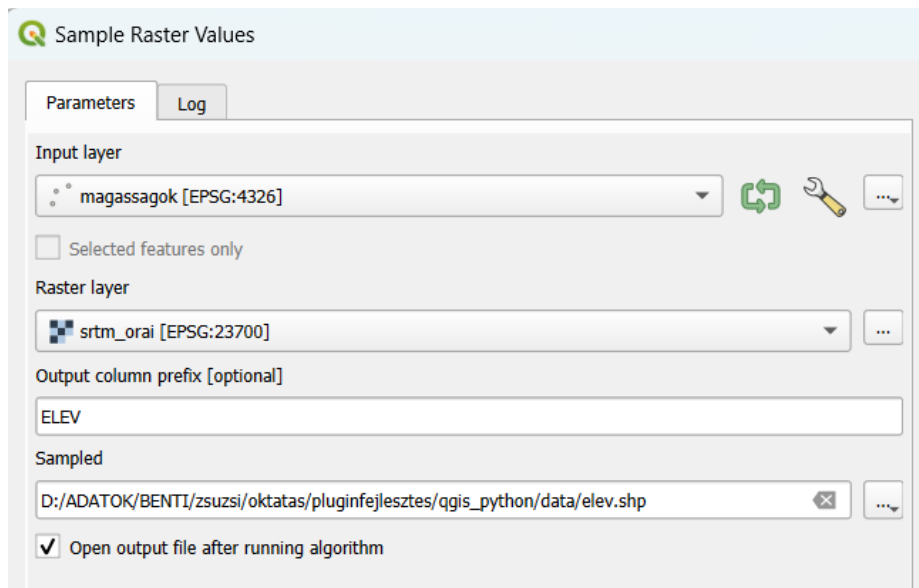 Sample Raster Values
Parameters Log
Input layer
magassagok [EPSG:4326]
...
Selected features only
Raster layer
srtm_orai [EPSG:23700]
...
Output column prefix [optional]
ELEV
Sampled
D:/ADATOK/BENTI/zsuzsi/oktatas/pluginfejlesztes/qgis_python/data/elev.shp
...
Open output file after running algorithm